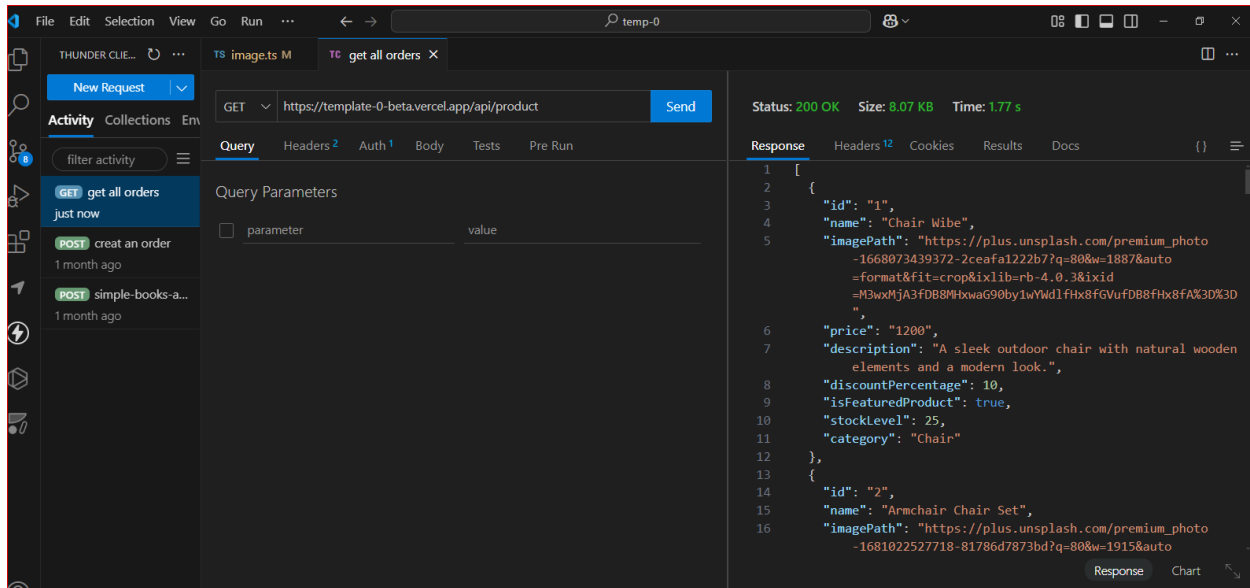 File Edit Selection View Go Run ··· ← → temp-0
THUNDER CLIE... ···
TS image.ts M TC get all orders ×
New Request
GET https://template-0-beta.vercel.app/api/product Send
Status: 200 OK Size: 8.07 KB Time: 1.77 s
Activity Collections Env
Query Headers 2 Auth 1 Body Tests Pre Run
Response Headers 12 Cookies Results Docs {}
filter activity
8
GET get all orders
just now
POST creat an order
1 month ago
POST simple-books-a...
1 month ago
Query Parameters
parameter value
1 [
2 {
3 "id": "1",
4 "name": "Chair Wibe",
5 "imagePath": "https://plus.unsplash.com/premium_photo
-1668073439372-2ceafa1222b7?q=80&w=1887&auto
=format&fit=crop&ixlib=rb-4.0.3&ixid
=M3wxMjA3fDB8MHxwaG90by1wYWdlfHx8fGVufDB8fHx8fA%3D%3D
",
6 "price": "1200",
7 "description": "A sleek outdoor chair with natural wooden
elements and a modern look.",
8 "discountPercentage": 10,
9 "isFeaturedProduct": true,
10 "stockLevel": 25,
11 "category": "Chair"
12 },
13 {
14 "id": "2",
15 "name": "Armchair Chair Set",
16 "imagePath": "https://plus.unsplash.com/premium_photo
-1681022527718-81786d7873bd?q=80&w=1915&auto
Response Chart